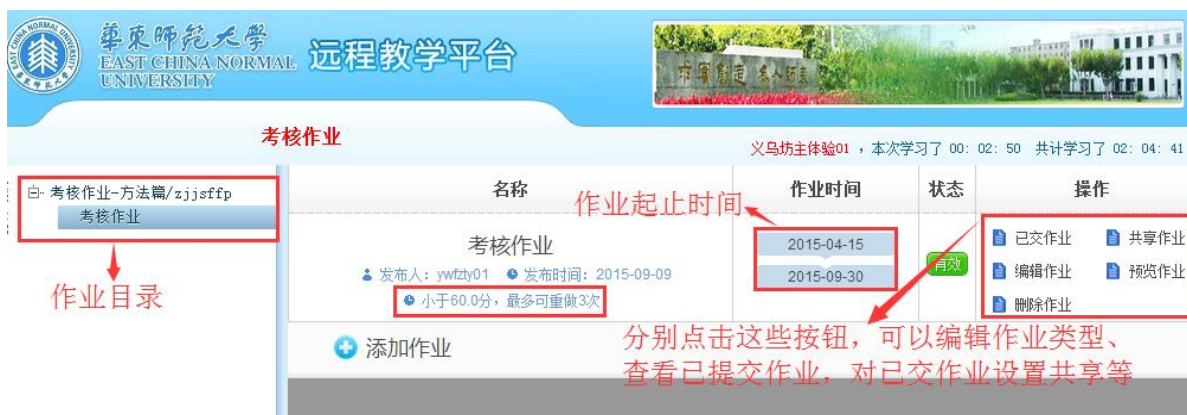 華東師範大學
EAST CHINA NORMAL
UNIVERSITY
远程教学平台
考核作业
义乌坊主体验01 ，本次学习了 00: 02: 50 共计学习了 02: 04: 41
考核作业-方法篇/zjjsffp
考核作业
作业目录
名称
作业起止时间
作业时间
状态
操作
考核作业
发布人：ywfzty01 发布时间：2015-09-09
小于60.0分，最多可重做3次
2015-04-15
2015-09-30
有效
已交作业 共享作业
编辑作业 预览作业
删除作业
添加作业
分别点击这些按钮，可以编辑作业类型、
查看已提交作业，对已交作业设置共享等